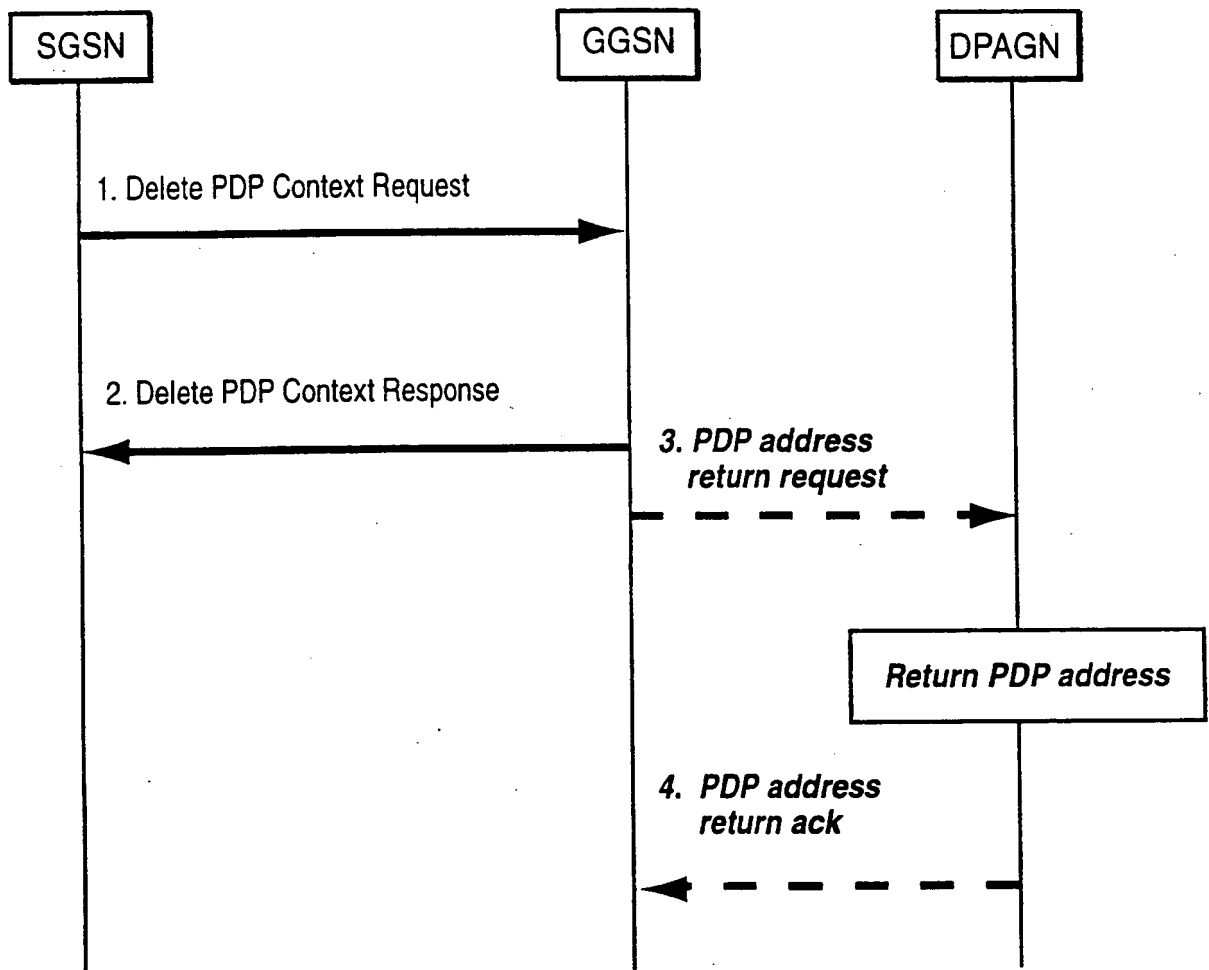 SGSN
GGSN
DPAGN
1. Delete PDP Context Request
2. Delete PDP Context Response
3. PDP address
return request
Return PDP address
4. PDP address
return ack